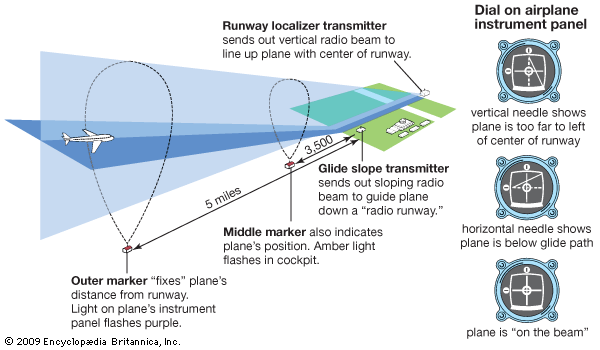 Runway localizer transmitter
sends out vertical radio beam to
line up plane with center of runway.
Dial on airplane
instrument panel
vertical needle shows
plane is too far to left
of center of runway
3,500
5 miles
Glide slope transmitter
sends out sloping radio
beam to guide plane
down a “radio runway.”
Middle marker also indicates
plane’s position. Amber light
flashes in cockpit.
horizontal needle shows
plane is below glide path
Outer marker “fixes” plane’s
distance from runway.
Light on plane’s instrument
panel flashes purple.
plane is “on the beam”
© 2009 Encyclopædia Britannica, Inc.